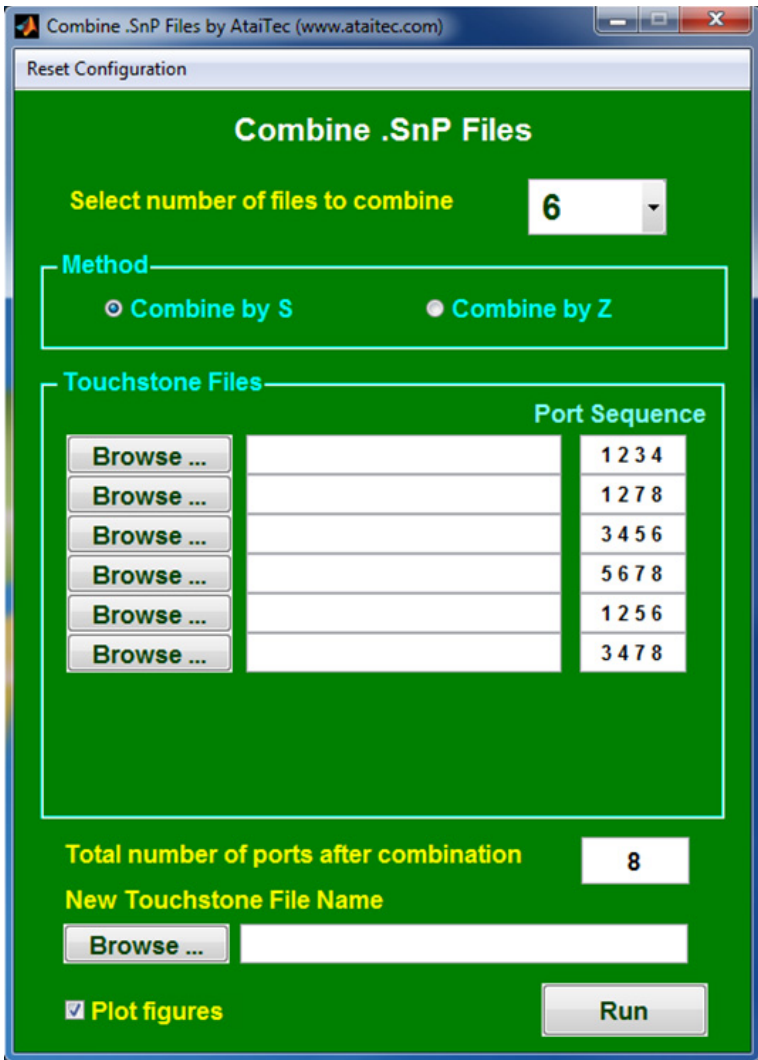 Combine .SnP Files by AtaiTec (www.ataitec.com)
Reset Configuration
Combine .SnP Files
Select number of files to combine 6
Method
Combine by S Combine by Z
Touchstone Files
Port Sequence
Browse ... 1 2 3 4
Browse ... 1 2 7 8
Browse ... 3 4 5 6
Browse ... 5 6 7 8
Browse ... 1 2 5 6
Browse ... 3 4 7 8
Total number of ports after combination 8
New Touchstone File Name
Browse ...
Plot figures Run